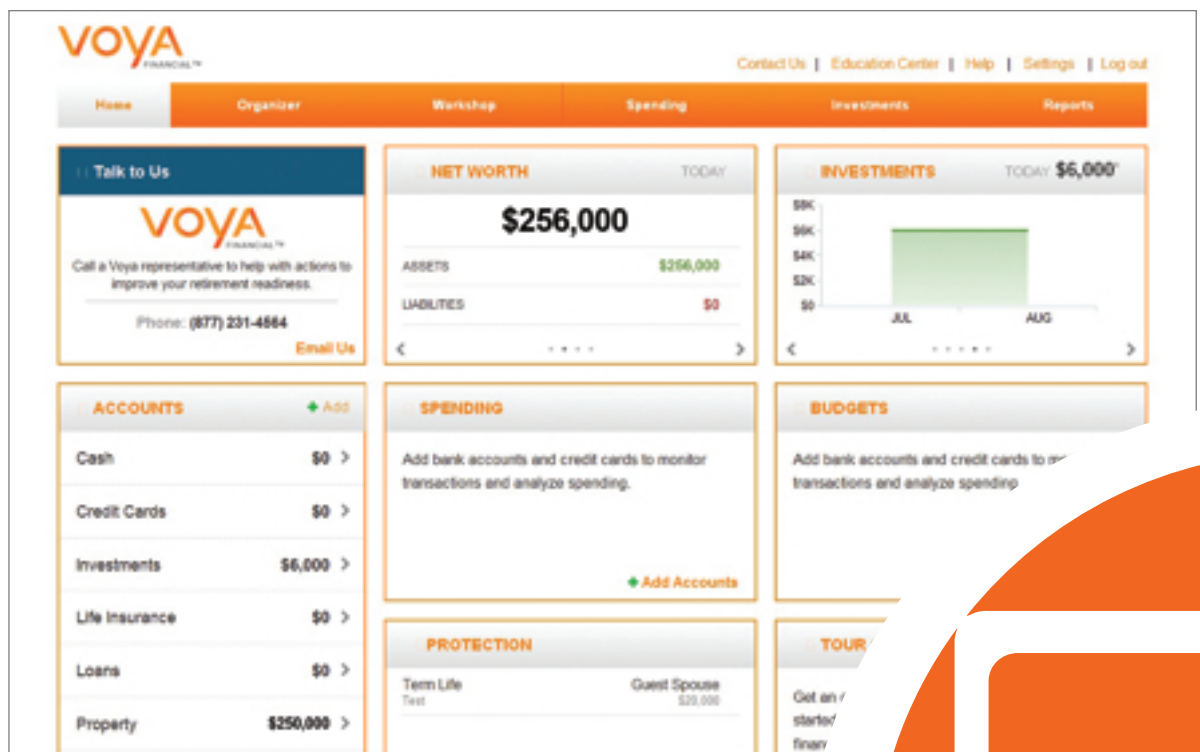 VOYA
FINANCIAL™
Contact Us | Education Center | Help | Settings | Log out
Home Organizer Workshop Spending Investments Reports
Talk to Us
VOYA
FINANCIAL™
Call a Voya representative to help with actions to
improve your retirement readiness.
Phone: (877) 231-4564
Email Us
NET WORTH TODAY
$256,000
ASSETS $256,000
LIABILITIES $0
INVESTMENTS TODAY $6,000
$8K
$6K
$4K
$2K
$0
JUL AUG
ACCOUNTS Add
Cash $0
Credit Cards $0
Investments $6,000
Life Insurance $0
Loans $0
Property $250,000
SPENDING
Add bank accounts and credit cards to monitor
transactions and analyze spending.
Add Accounts
BUDGETS
Add bank accounts and credit cards to
transactions and analyze spending
PROTECTION
Term Life Guest Spouse
Test $20,000
TOUR
Get an
started